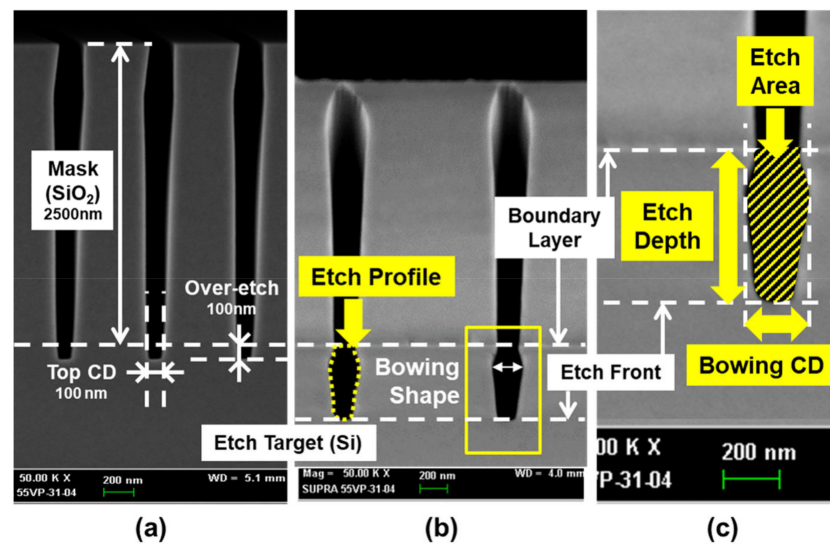 Mask
(SiO₂)
2500nm
Over-etch
100nm
Top CD
100 nm
50.00 K X
200 nm
WD = 5.1 mm
55VP-31-04
(a)
Etch Profile
Bowing
Shape
Etch Target (Si)
Boundary
Layer
Etch Front
Mag = 50.00 K X
200 nm
WD = 4.0 mm
SUPRA 55VP-31-04
(b)
Etch
Area
Etch
Depth
Bowing CD
00 K X
200 nm
VP-31-04
(c)